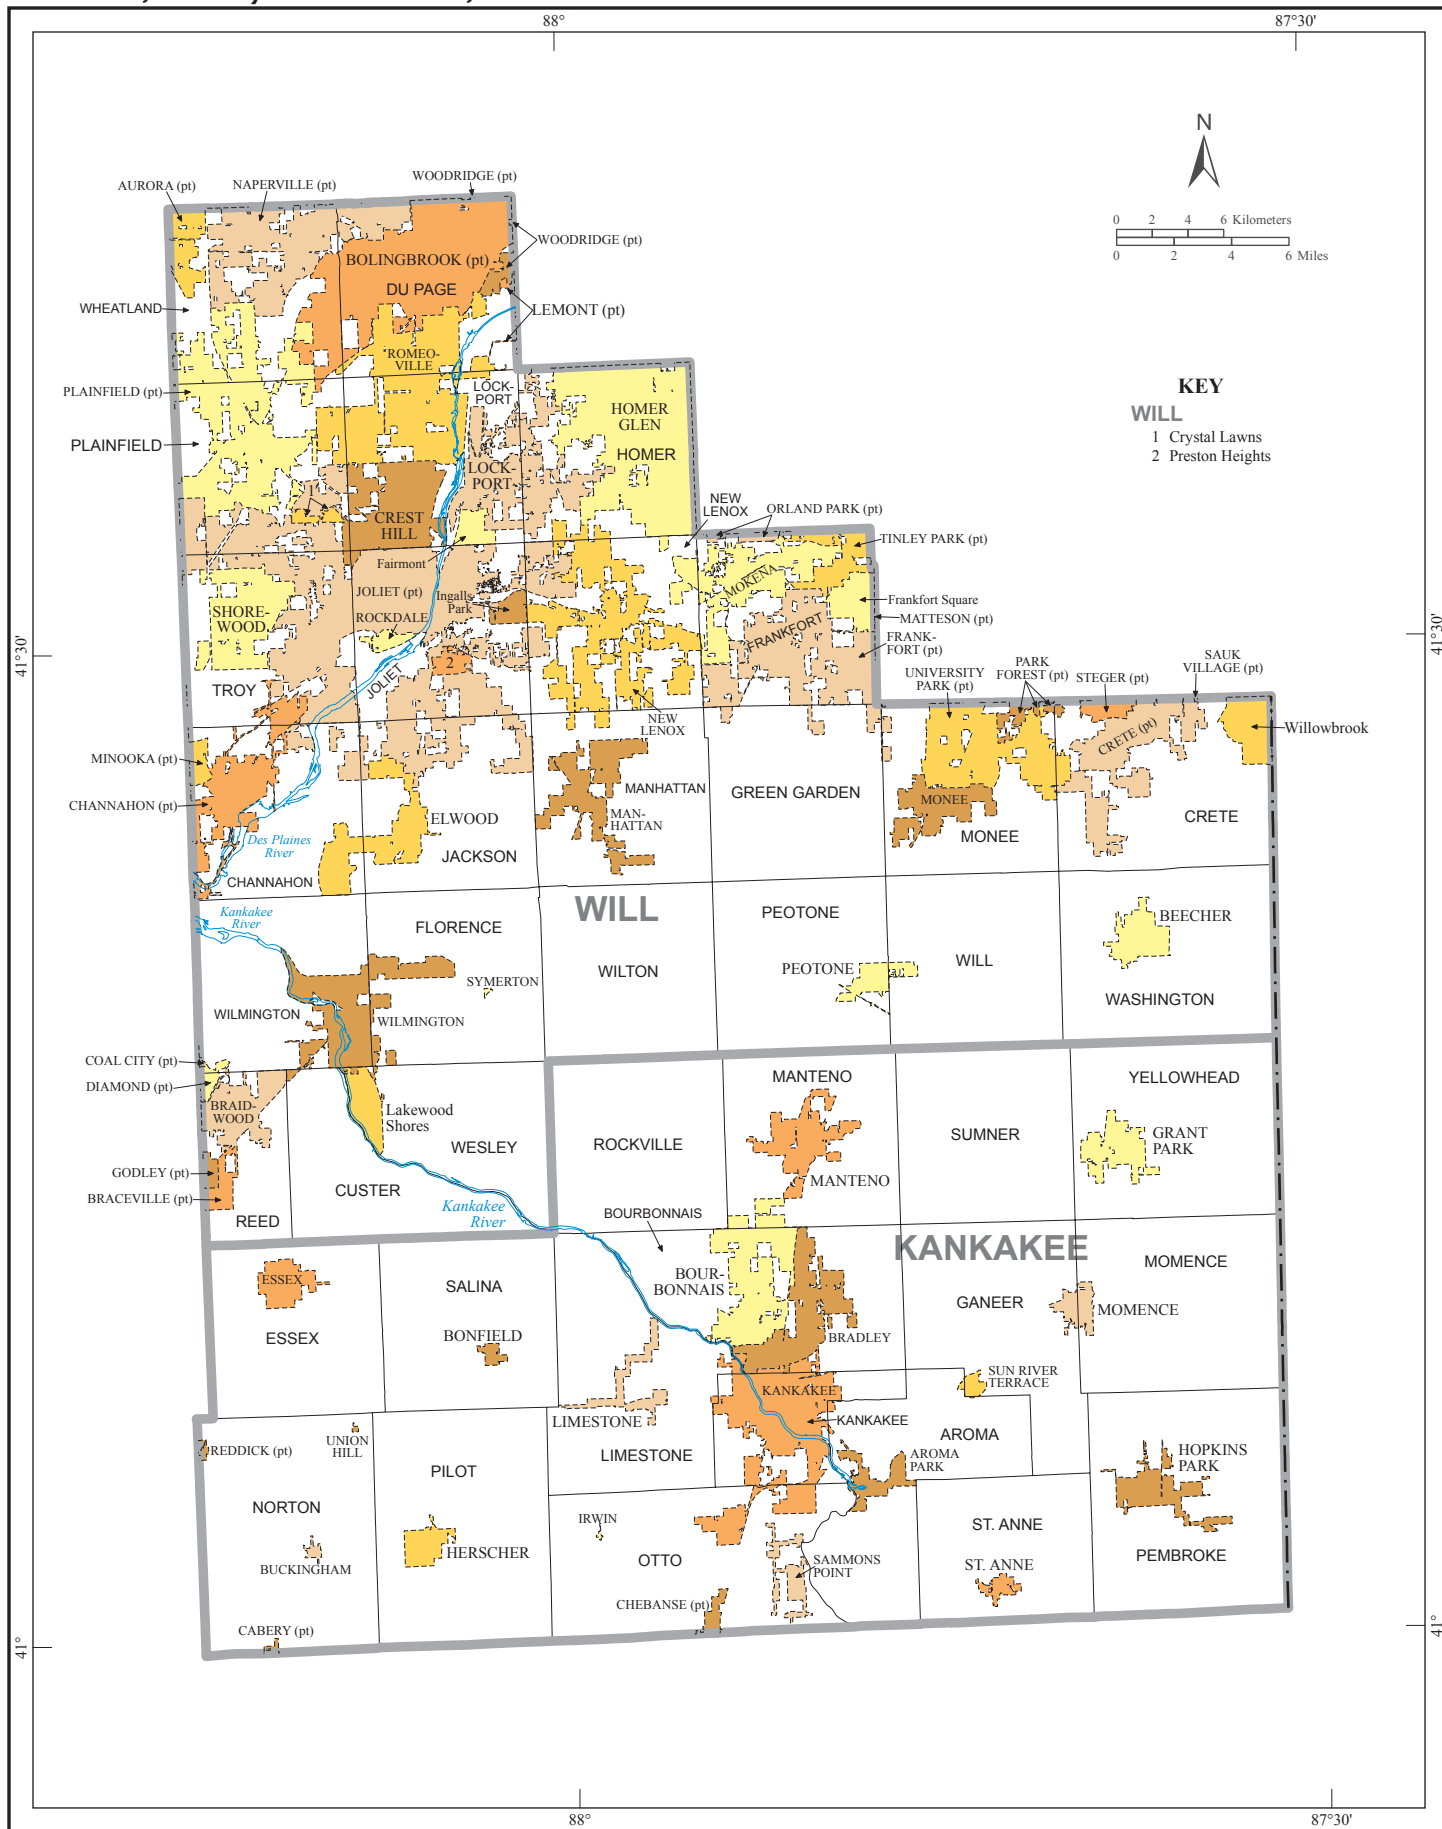 88°
87°30'
N
0 2 4 6 Kilometers
0 2 4 6 Miles
WOODRIDGE (pt)
AURORA (pt)
NAPERVILLE (pt)
WOODRIDGE (pt)
BOLINGBROOK (pt)
DU PAGE
WHEATLAND
LEMONT (pt)
ROMEO-
VILLE
PLAINFIELD (pt)
LOCK-
PORT
KEY
WILL
1 Crystal Lawns
2 Preston Heights
HOMER
GLEN
PLAINFIELD
HOMER
LOCK-
PORT
1
NEW
LENOX
ORLAND PARK (pt)
CREST
HILL
TINLEY PARK (pt)
Fairmont
MOKENA
JOLIET (pt)
Ingalls
Park
Frankfort Square
SHORE-
WOOD
ROCKDALE
MATTESON (pt)
FRANKFORT
FRANK-
FORT (pt)
41°30'
41°30'
2
JOLIET
TROY
UNIVERSITY
PARK (pt)
PARK
FOREST (pt)
STEGER (pt)
SAUK
VILLAGE (pt)
NEW
LENOX
Willowbrook
CRETE (pt)
MINOOKA (pt)
MANHATTAN
GREEN GARDEN
MONEE
CHANNAHON (pt)
ELWOOD
MAN-
HATTAN
CRETE
MONEE
Des Plaines
River
JACKSON
CHANNAHON
WILL
Kankakee
River
FLORENCE
PEOTONE
BEECHER
WILTON
PEOTONE
WILL
SYMERTON
WASHINGTON
WILMINGTON
WILMINGTON
COAL CITY (pt)
DIAMOND (pt)
MANTENO
YELLOWHEAD
BRAID-
WOOD
Lakewood
Shores
WESLEY
ROCKVILLE
SUMNER
GRANT
PARK
GODLEY (pt)
MANTENO
CUSTER
BRACEVILLE (pt)
Kankakee
River
BOURBONNAIS
REED
KANKAKEE
MOMENCE
ESSEX
SALINA
BOUR-
BONNAIS
GANEER
MOMENCE
ESSEX
BONFIELD
BRADLEY
SUN RIVER
TERRACE
KANKAKEE
LIMESTONE
KANKAKEE
UNION
HILL
REDDICK (pt)
LIMESTONE
AROMA
AROMA
PARK
HOPKINS
PARK
PILOT
NORTON
IRWIN
ST. ANNE
HERSCHER
OTTO
PEMBROKE
BUCKINGHAM
SAMMONS
POINT
ST. ANNE
CHEBANSE (pt)
CABERY (pt)
41°
41°
88°
87°30'